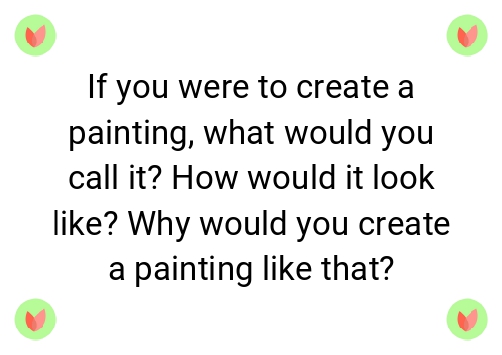 If you were to create a
painting, what would you
call it? How would it look
like? Why would you create
a painting like that?